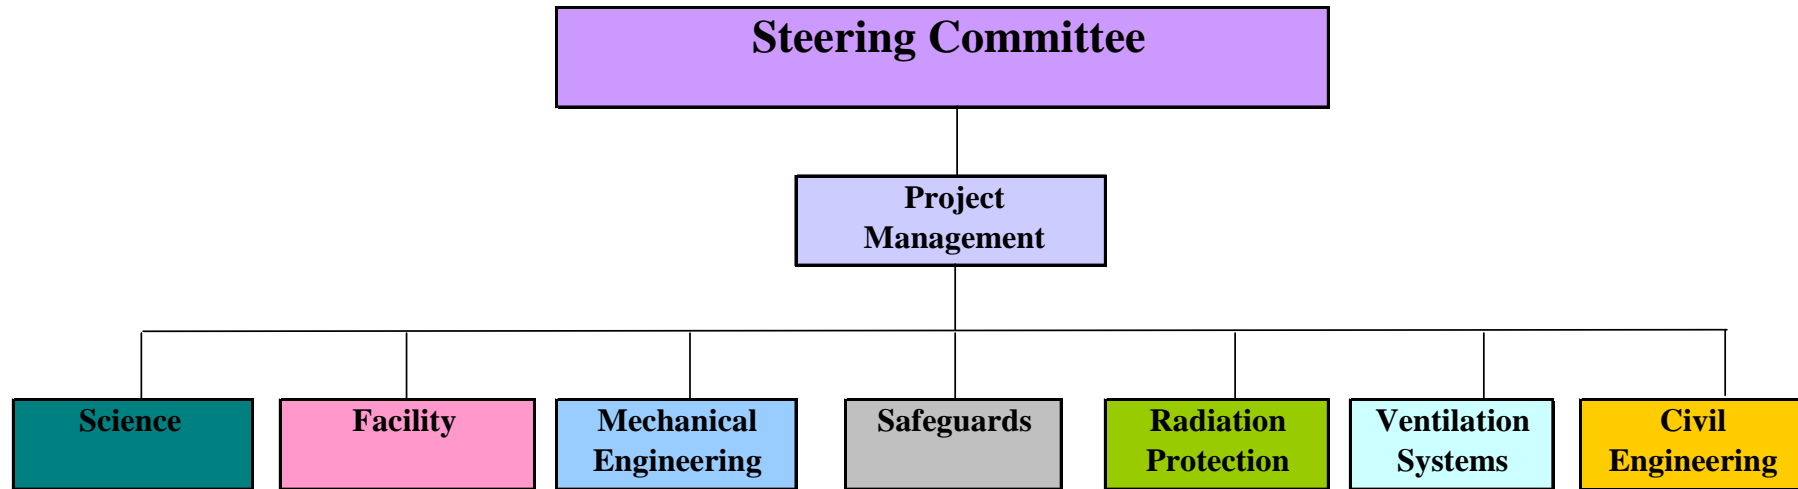 Steering Committee
Project
Management
Science
Facility
Mechanical
Engineering
Safeguards
Radiation
Protection
Ventilation
Systems
Civil
Engineering